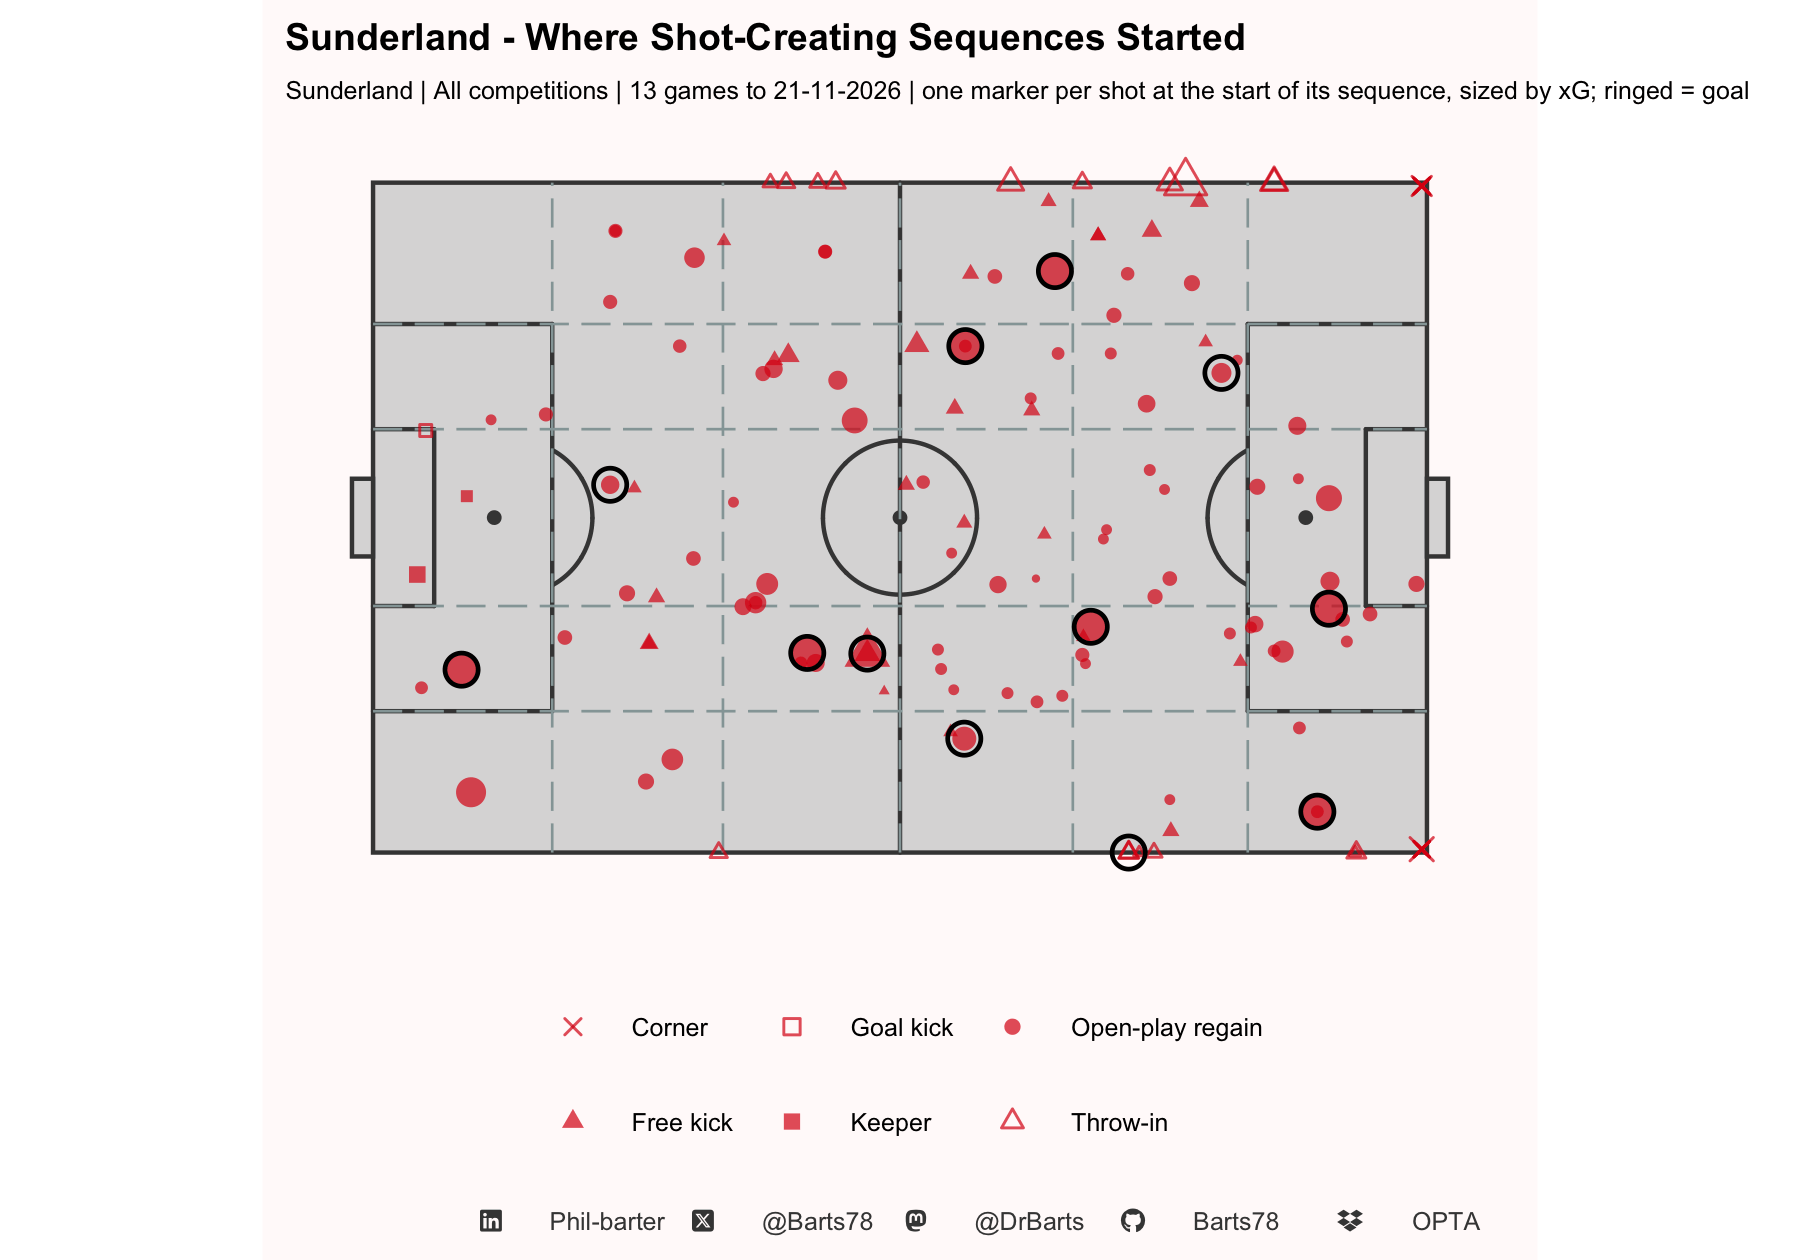 Sunderland - Where Shot-Creating Sequences Started
Sunderland | All competitions | 13 games to 21-11-2026 | one marker per shot at the start of its sequence, sized by xG; ringed = goal
Corner
Goal kick
Open-play regain
Free kick
Keeper
Throw-in
Phil-barter
@Barts78
@DrBarts
Barts78
OPTA